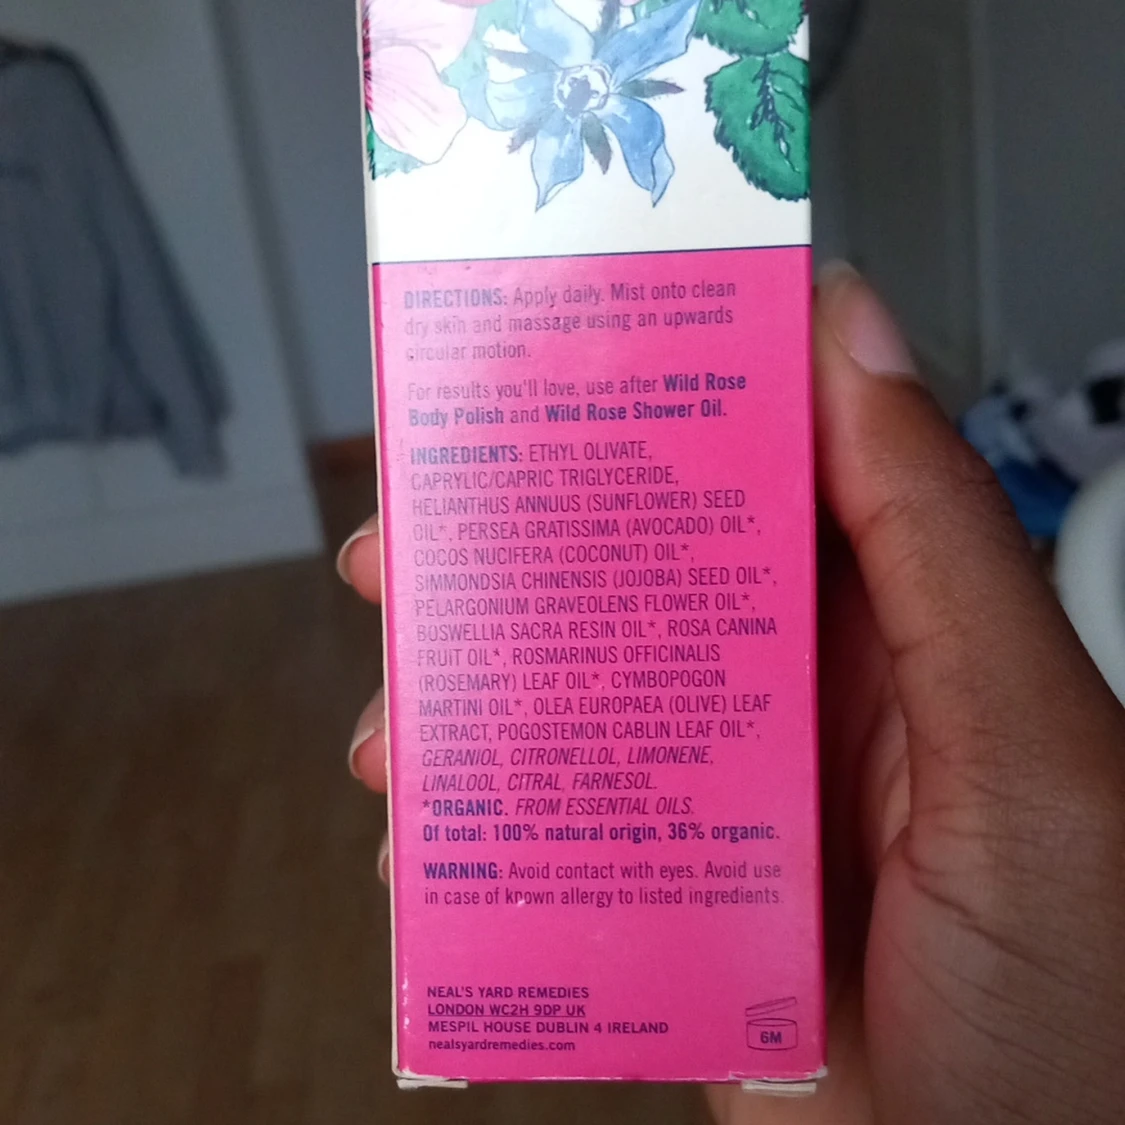 DIRECTIONS: Apply daily. Mist onto clean
dry skin and massage using an upwards
circular motion.
For results you'll love, use after Wild Rose
Body Polish and Wild Rose Shower Oil.
INGREDIENTS: ETHYL OLIVATE,
CAPRYLIC/CAPRIC TRIGLYCERIDE,
HELIANTHUS ANNUUS (SUNFLOWER) SEED
OIL*, PERSEA GRATISSIMA (AVOCADO) OIL*,
COCOS NUCIFERA (COCONUT) OIL*,
SIMMONDSIA CHINENSIS (JOJOBA) SEED OIL*,
PELARGONIUM GRAVEOLENS FLOWER OIL*,
BOSWELLIA SACRA RESIN OIL*, ROSA CANINA
FRUIT OIL*, ROSMARINUS OFFICINALIS
(ROSEMARY) LEAF OIL*, CYMBOPOGON
MARTINI OIL*, OLEA EUROPAEA (OLIVE) LEAF
EXTRACT, POGOSTEMON CABLIN LEAF OIL*,
GERANIOL, CITRONELLOL, LIMONENE,
LINALOOL, CITRAL, FARNESOL.
*ORGANIC. FROM ESSENTIAL OILS.
Of total: 100% natural origin, 36% organic.
WARNING: Avoid contact with eyes. Avoid use
in case of known allergy to listed ingredients.
NEAL'S YARD REMEDIES
LONDON WC2H 9DP UK
MESPIL HOUSE DUBLIN 4 IRELAND
nealsyardremedies.com
6M